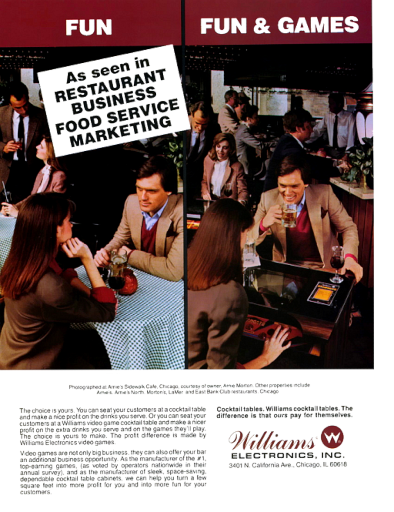 FUN
FUN & GAMES
As seen in
RESTAURANT
BUSINESS
FOOD SERVICE
MARKETING
Photographed at Arnie's Sidewalk Cafe, Chicago, courtesy of owner, Arnie Morton. Other properties include
Arnie's, Arnie's North, Morton's, LaMer, and East Bank Club restaurants. Chicago.
The choice is yours. You can seat your customers at a cocktail table
and make a nice profit on the drinks you serve. Or you can seat your
customers at a Williams video game cocktail table and make a nicer
profit on the extra drinks you serve and on the games they'll play.
The choice is yours to make. The profit difference is made by
Williams Electronics video games.
Video games are not only big business, they can also offer your bar
an additional business opportunity. As the manufacturer of the #1,
top-earning games, (as voted by operators nationwide in their
annual survey), and as the manufacturer of sleek, space-saving,
dependable cocktail table cabinets, we can help you turn a few
square feet into more profit for you and into more fun for your
customers.
Cocktail tables. Williams cocktail tables. The
difference is that ours pay for themselves.
Williams
ELECTRONICS, INC.
3401 N. California Ave., Chicago, IL 60618